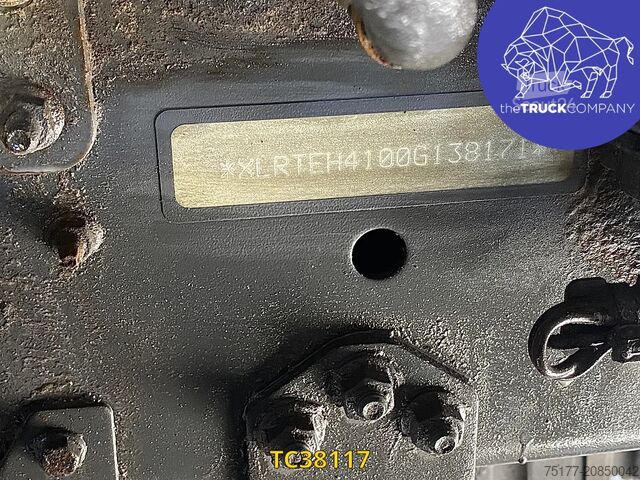 theTRUCKCOMPANY
*XLRTEH4100G138171*
TC38117
75177-20850042